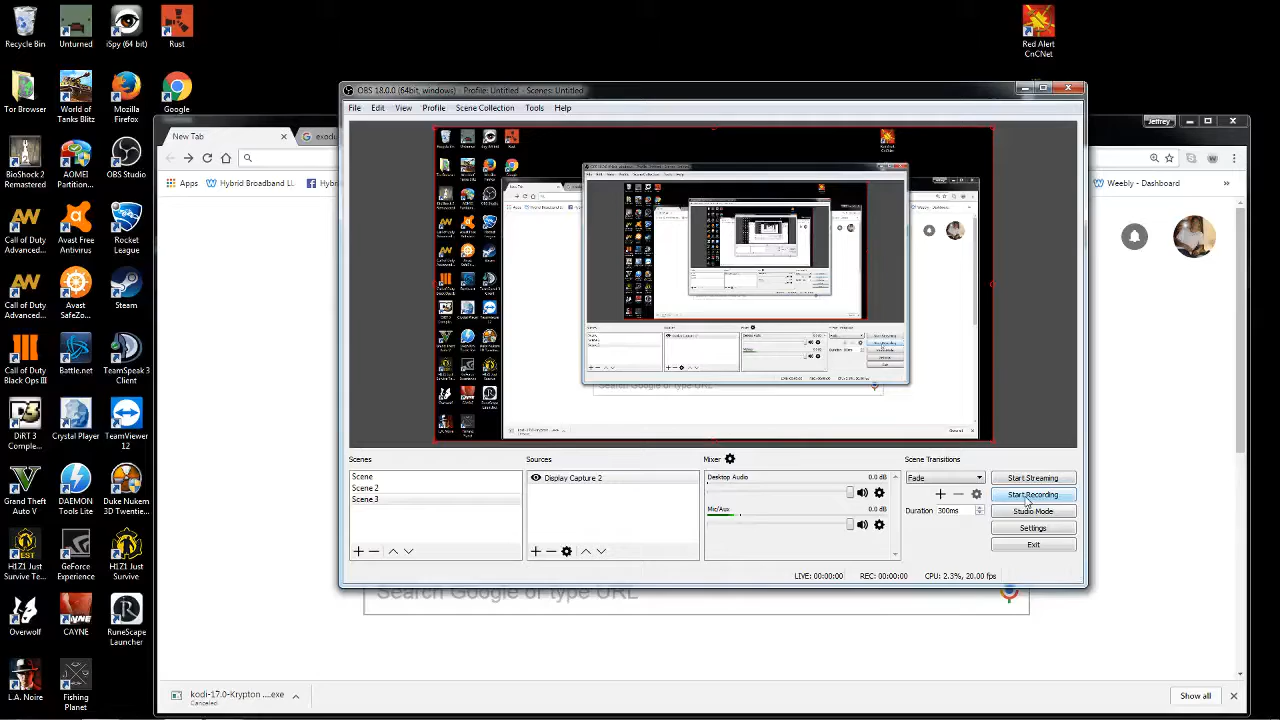 Recycle Bin
Unturned
iSpy (64 bit)
Rust
Red Alert
CnCNet
Tor Browser
World of
Tanks Blitz
Mozilla
Firefox
Google
BioShock 2
Remastered
AOMEI
Partition...
OBS Studio
Call of Duty
Advanced...
Avast Free
Antivirus
Rocket
League
Call of Duty
Advanced...
Avast
SafeZo...
Steam
Call of Duty
Black Ops III
Battle.net
TeamSpeak 3
Client
DiRT 3
Comple...
Crystal Player
TeamViewer
12
Grand Theft
Auto V
DAEMON
Tools Lite
Duke Nukem
3D Twentie...
H1Z1 Just
Survive Te...
GeForce
Experience
H1Z1 Just
Survive
Overwolf
CAYNE
RuneScape
Launcher
L.A. Noire
Fishing
Planet
New Tab
exodu
Jeffrey
Apps
Hybrid Broadband LL
Hybri
Weebly - Dashboard
»
OBS 18.0.0 (64bit, windows) - Profile: Untitled - Scenes: Untitled
File Edit View Profile Scene Collection Tools Help
Scenes
Scene
Scene 2
Scene 3
Sources
Display Capture 2
Mixer
Desktop Audio 0.0 dB
Mic/Aux 0.0 dB
Scene Transitions
Fade
Duration 300ms
Start Streaming
Start Recording
Studio Mode
Settings
Exit
LIVE: 00:00:00 REC: 00:00:00 CPU: 2.3%, 20.00 fps
Search Google or type URL
kodi-17.0-Krypton ....exe
Canceled
Show all